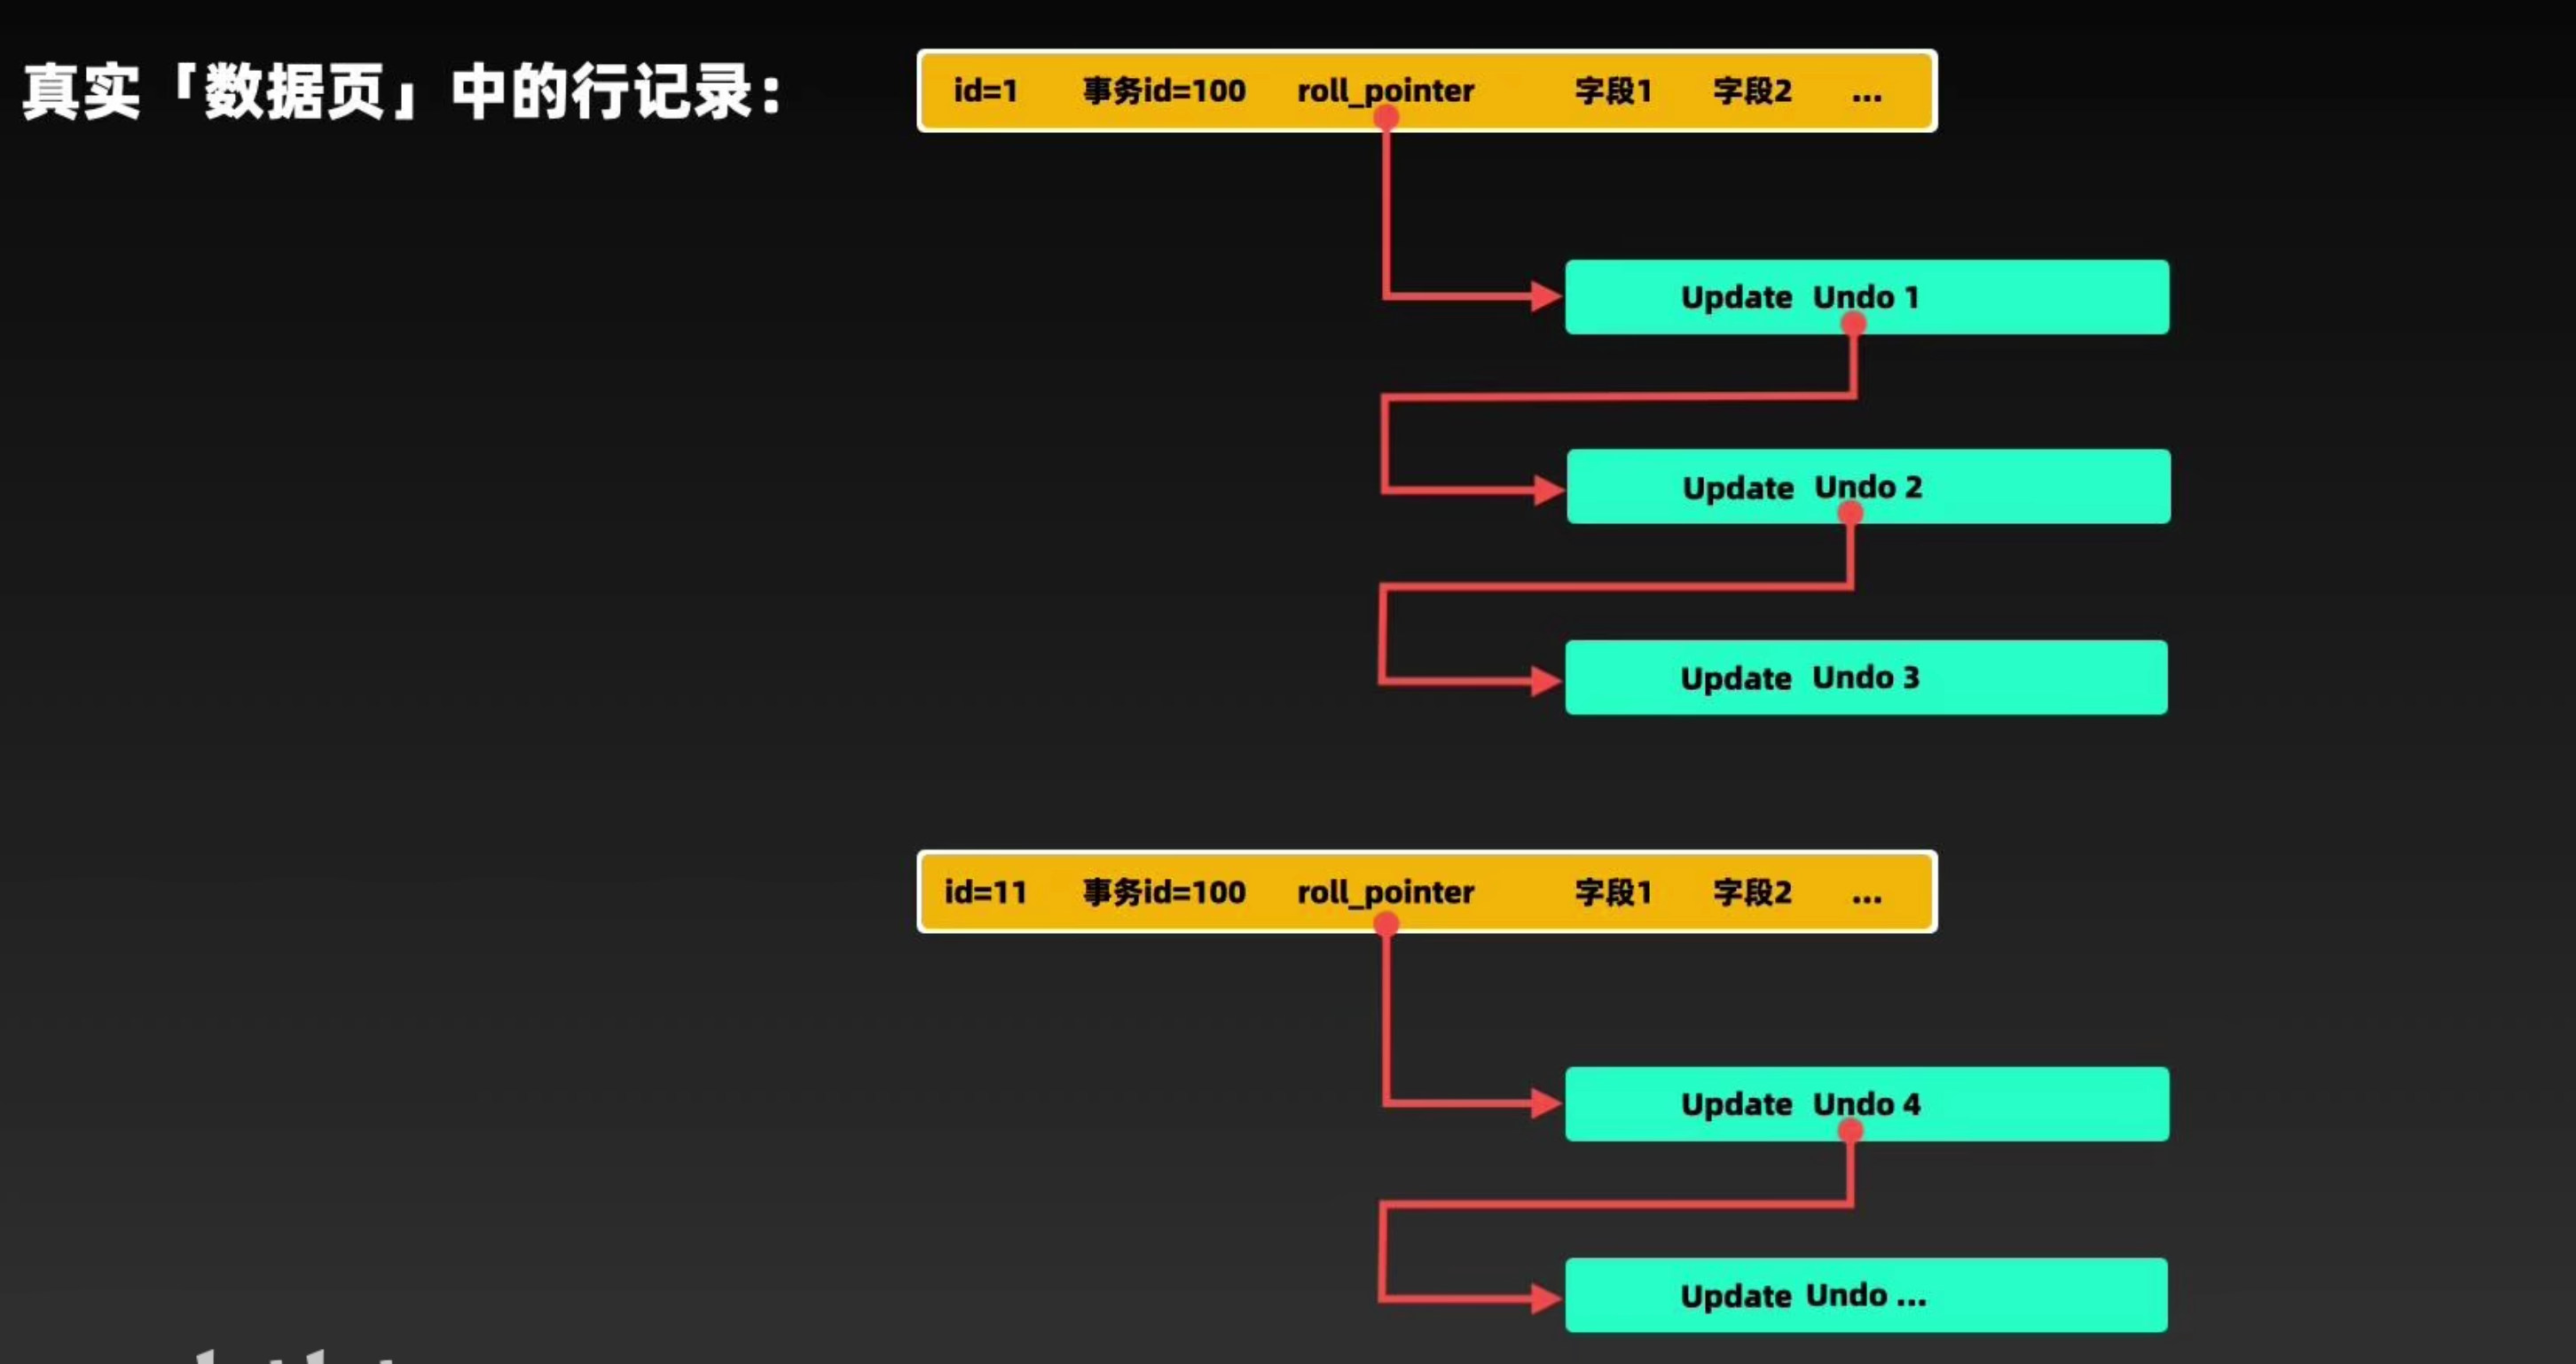 真实「数据页」中的行记录：
id=1 事务id=100 roll_pointer 字段1 字段2 ...
Update Undo 1
Update Undo 2
Update Undo 3
id=11 事务id=100 roll_pointer 字段1 字段2 ...
Update Undo 4
Update Undo ...